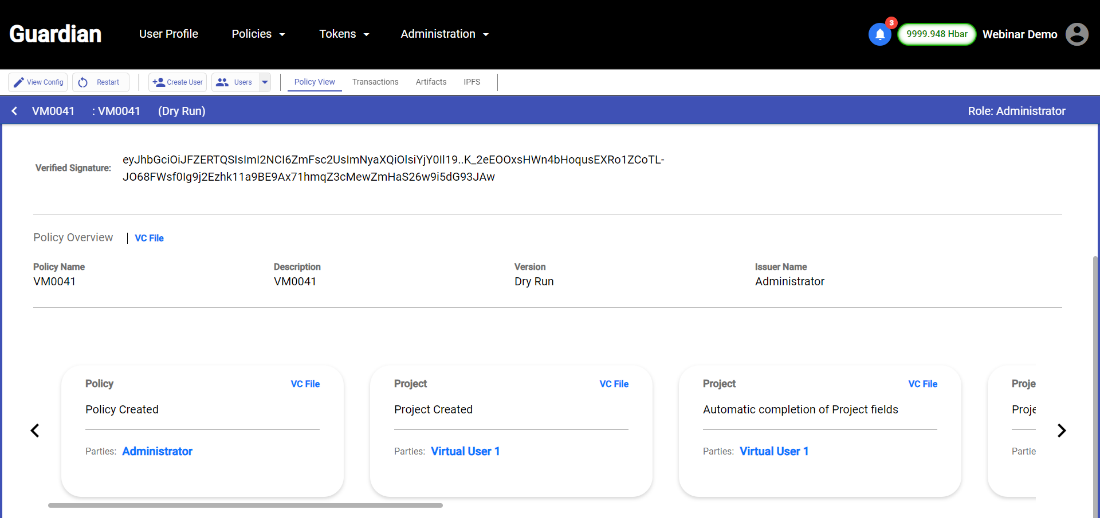 Guardian User Profile Policies Tokens Administration 3 9999.948 Hbar Webinar Demo
View Config Restart Create User Users Policy View Transactions Artifacts IPFS
VM0041 : VM0041 (Dry Run) Role: Administrator
Verified Signature: eyJhbGciOiJFZERTQSIsImI2NCI6ZmFsc2UsImNyaXQiOlsiYjY0Il19..K_2eEOOxsHWn4bHoqusEXRo1ZCoTL-
JO68FWsf0Ig9j2Ezhk11a9BE9Ax71hmqZ3cMewZmHaS26w9i5dG93JAw
Policy Overview VC File
Policy Name Description Version Issuer Name
VM0041 VM0041 Dry Run Administrator
Policy VC File Project VC File Project VC File Proje
Policy Created Project Created Automatic completion of Project fields Proje
Parties: Administrator Parties: Virtual User 1 Parties: Virtual User 1 Partie